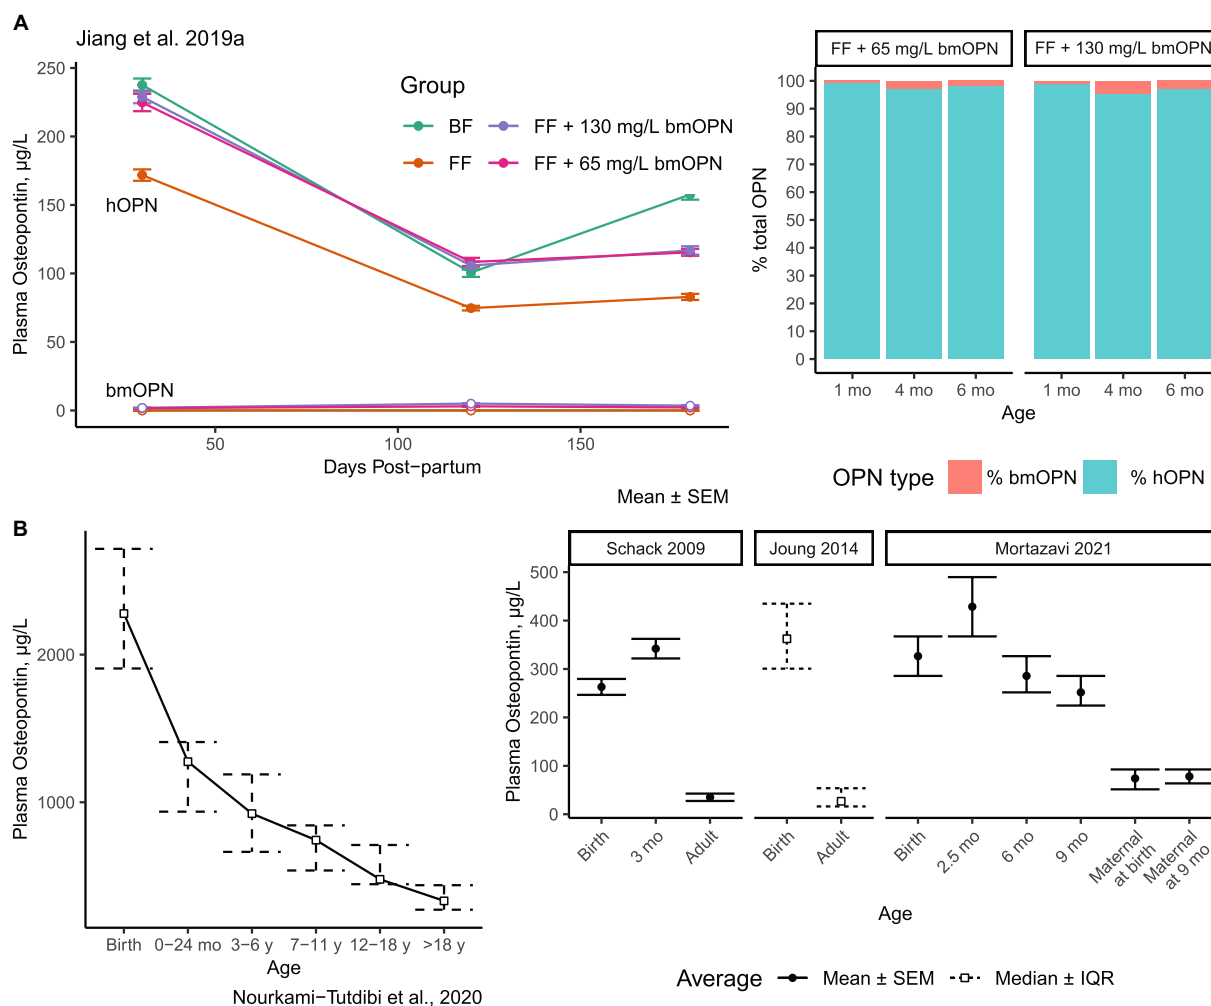 A
Jiang et al. 2019a
250
200
150
100
50
0
Plasma Osteopontin, µg/L
Group
BF
FF + 130 mg/L bmOPN
FF
FF + 65 mg/L bmOPN
hOPN
bmOPN
50
100
150
Days Post−partum
Mean ± SEM
FF + 65 mg/L bmOPN
FF + 130 mg/L bmOPN
100
90
80
70
60
50
40
30
20
10
0
% total OPN
1 mo
4 mo
6 mo
1 mo
4 mo
6 mo
Age
OPN type
% bmOPN
% hOPN
B
2000
1000
Plasma Osteopontin, µg/L
Birth
0−24 mo
3−6 y
7−11 y
12−18 y
>18 y
Age
Nourkami−Tutdibi et al., 2020
Schack 2009
Joung 2014
Mortazavi 2021
500
400
300
200
100
0
Plasma Osteopontin, µg/L
Birth
3 mo
Adult
Birth
Adult
Birth
2.5 mo
6 mo
9 mo
Maternal
at birth
Maternal
at 9 mo
Age
Average
Mean ± SEM
Median ± IQR